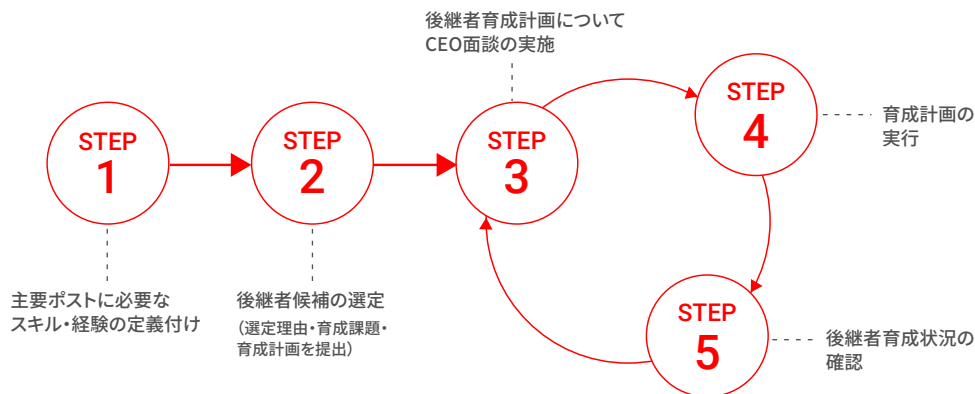 STEP
1
主要ポストに必要な
スキル・経験の定義付け
STEP
2
後継者候補の選定
（選定理由・育成課題・
育成計画を提出）
後継者育成計画について
CEO面談の実施
STEP
3
STEP
4
育成計画の
実行
STEP
5
後継者育成状況の
確認